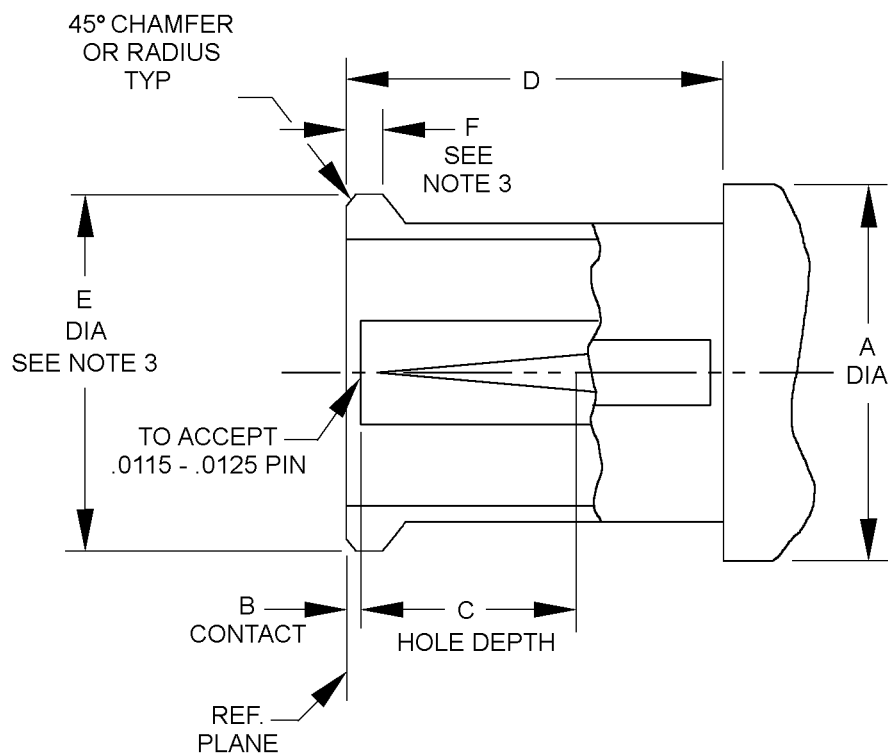 45° CHAMFER
OR RADIUS
TYP
D
F
SEE
NOTE 3
E
DIA
SEE NOTE 3
A
DIA
TO ACCEPT
.0115 - .0125 PIN
B
CONTACT
C
HOLE DEPTH
REF.
PLANE